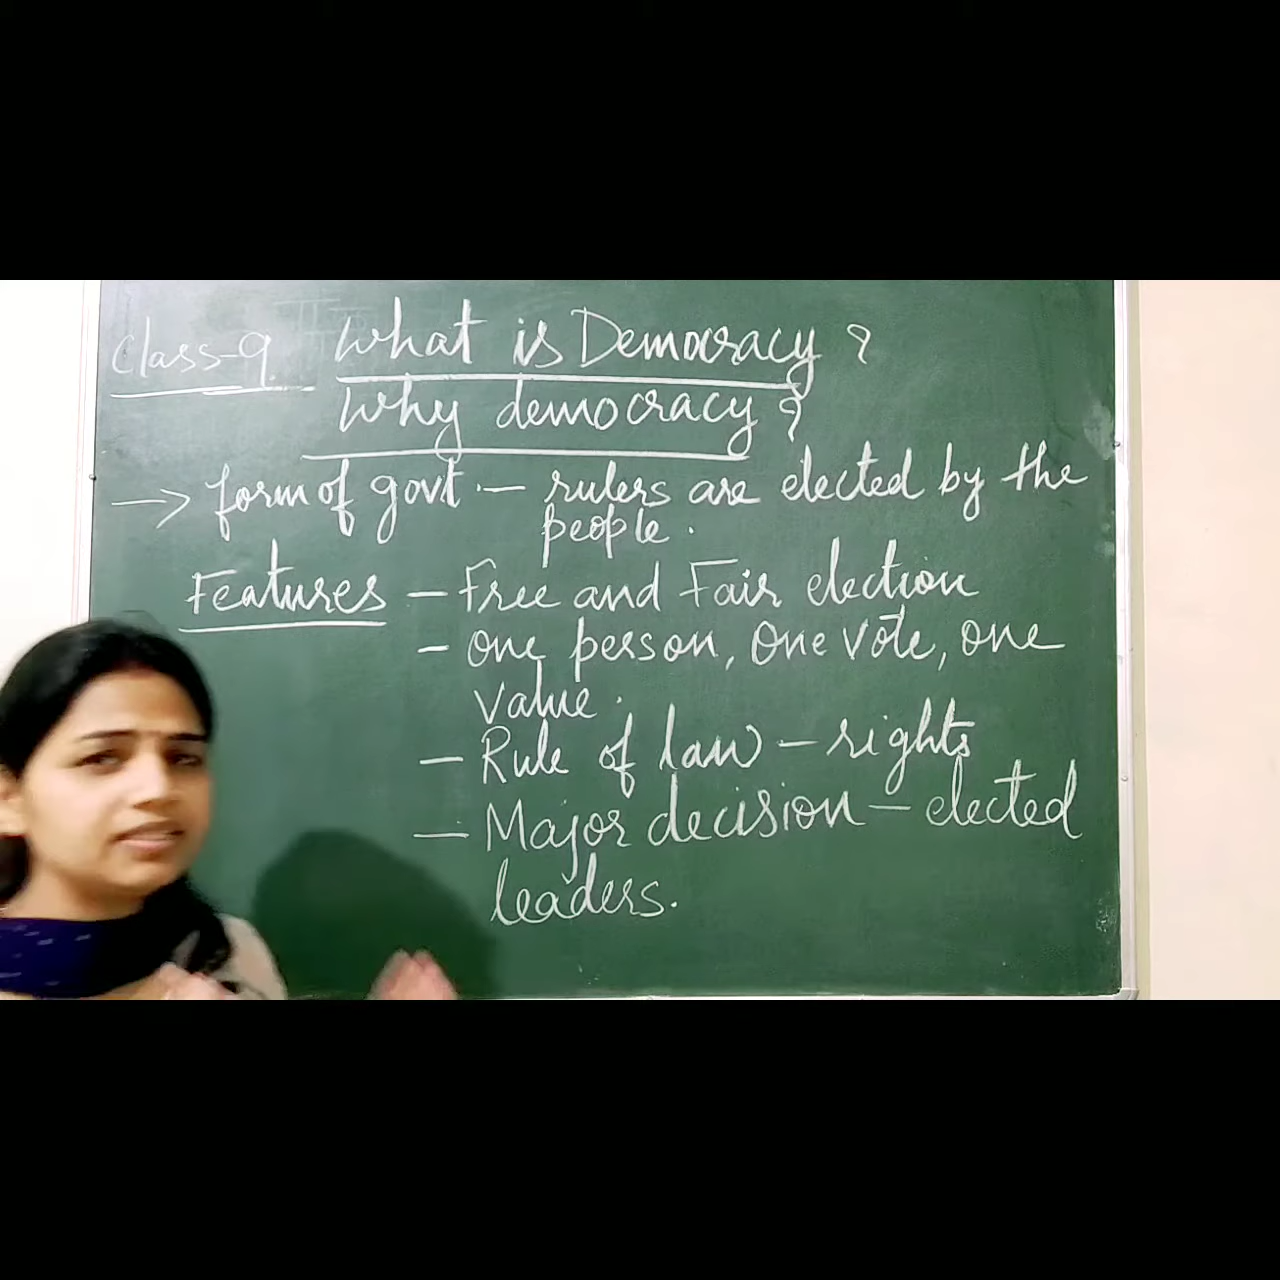 Class-9. What is Democracy ?
Why democracy ?
→ form of govt. — rulers are elected by the
people.
Features — Free and Fair election
— One person, One vote, one
value.
— Rule of law — rights
— Major decision — elected
leaders.